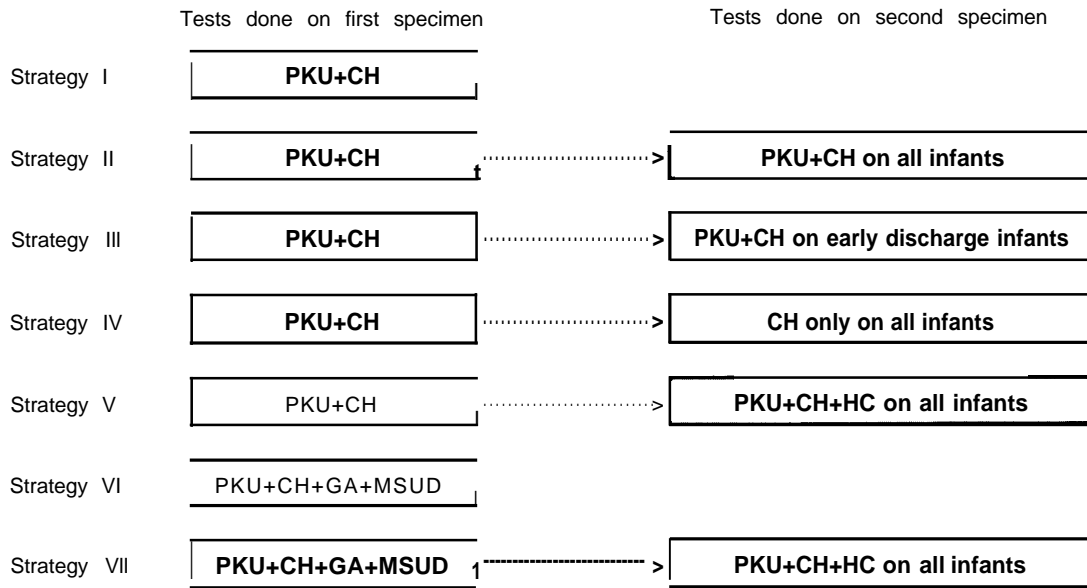 Tests done on first specimen Tests done on second specimen
Strategy I PKU+CH
Strategy II PKU+CH > PKU+CH on all infants
Strategy III PKU+CH > PKU+CH on early discharge infants
Strategy IV PKU+CH > CH only on all infants
Strategy V PKU+CH > PKU+CH+HC on all infants
Strategy VI PKU+CH+GA+MSUD
Strategy VII PKU+CH+GA+MSUD > PKU+CH+HC on all infants